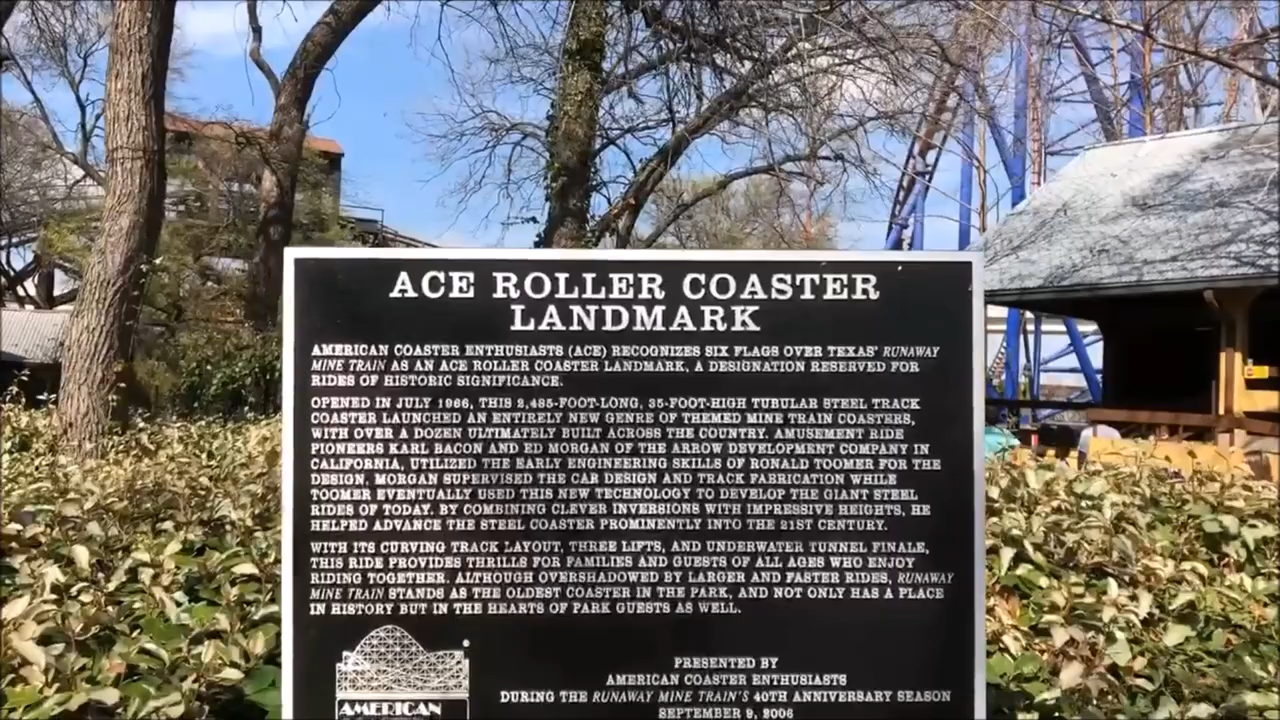 ACE ROLLER COASTER
LANDMARK
AMERICAN COASTER ENTHUSIASTS (ACE) RECOGNIZES SIX FLAGS OVER TEXAS' RUNAWAY
MINE TRAIN AS AN ACE ROLLER COASTER LANDMARK, A DESIGNATION RESERVED FOR
RIDES OF HISTORIC SIGNIFICANCE.
OPENED IN JULY 1966, THIS 2,485-FOOT-LONG, 35-FOOT-HIGH TUBULAR STEEL TRACK
COASTER LAUNCHED AN ENTIRELY NEW GENRE OF THEMED MINE TRAIN COASTERS,
WITH OVER A DOZEN ULTIMATELY BUILT ACROSS THE COUNTRY. AMUSEMENT RIDE
PIONEERS KARL BACON AND ED MORGAN OF THE ARROW DEVELOPMENT COMPANY IN
CALIFORNIA, UTILIZED THE EARLY ENGINEERING SKILLS OF RONALD TOOMER FOR THE
DESIGN, MORGAN SUPERVISED THE CAR DESIGN AND TRACK FABRICATION WHILE
TOOMER EVENTUALLY USED THIS NEW TECHNOLOGY TO DEVELOP THE GIANT STEEL
RIDES OF TODAY. BY COMBINING CLEVER INVERSIONS WITH IMPRESSIVE HEIGHTS, HE
HELPED ADVANCE THE STEEL COASTER PROMINENTLY INTO THE 21ST CENTURY.
WITH ITS CURVING TRACK LAYOUT, THREE LIFTS, AND UNDERWATER TUNNEL FINALE,
THIS RIDE PROVIDES THRILLS FOR FAMILIES AND GUESTS OF ALL AGES WHO ENJOY
RIDING TOGETHER. ALTHOUGH OVERSHADOWED BY LARGER AND FASTER RIDES, RUNAWAY
MINE TRAIN STANDS AS THE OLDEST COASTER IN THE PARK, AND NOT ONLY HAS A PLACE
IN HISTORY BUT IN THE HEARTS OF PARK GUESTS AS WELL.
PRESENTED BY
AMERICAN COASTER ENTHUSIASTS
DURING THE RUNAWAY MINE TRAIN'S 40TH ANNIVERSARY SEASON
SEPTEMBER 9, 2006
AMERICAN